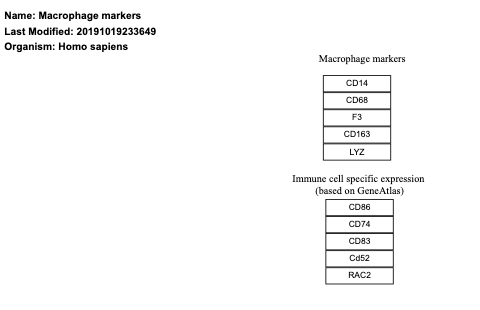 Name: Macrophage markers
Last Modified: 20191019233649
Organism: Homo sapiens
Macrophage markers
CD14
CD68
F3
CD163
LYZ
Immune cell specific expression
(based on GeneAtlas)
CD86
CD74
CD83
Cd52
RAC2